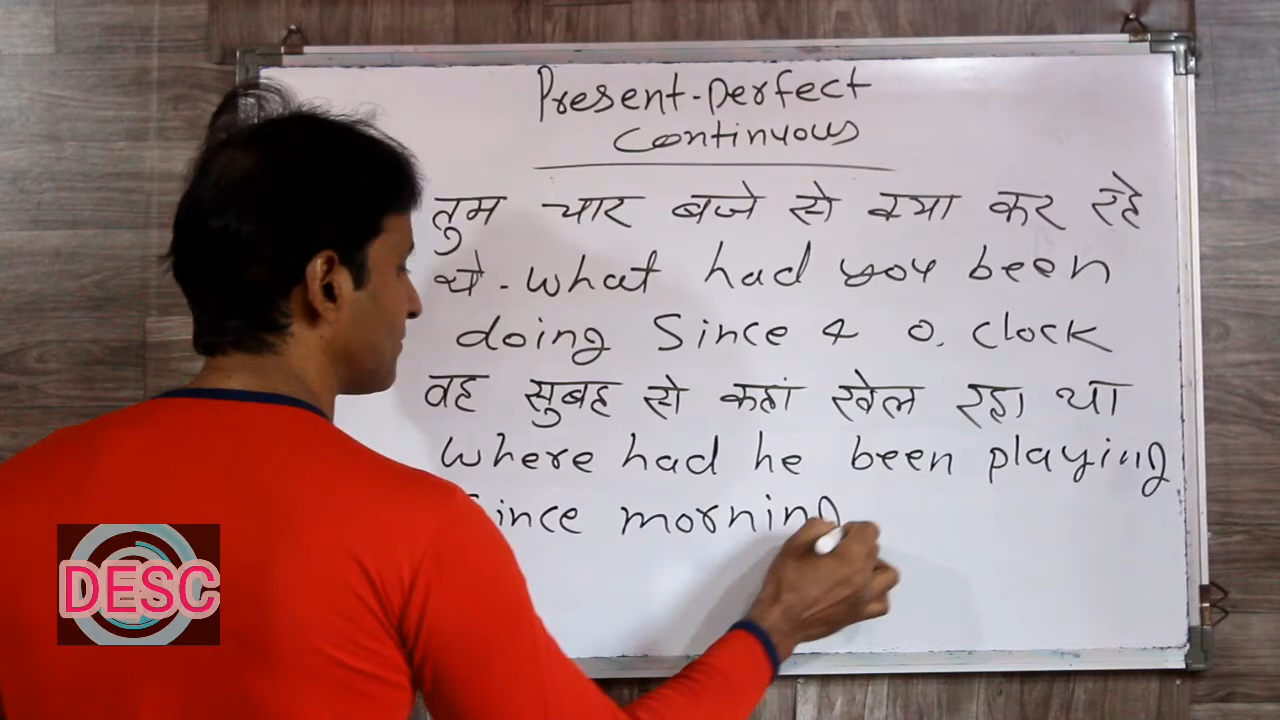 Present-perfect
Continuous
तुम चार बजे से क्या कर रहे
थे. What had you been
doing Since 4 O, Clock
वह सुबह से कहां खेल रहा था
where had he been playing
Since morning
DESC